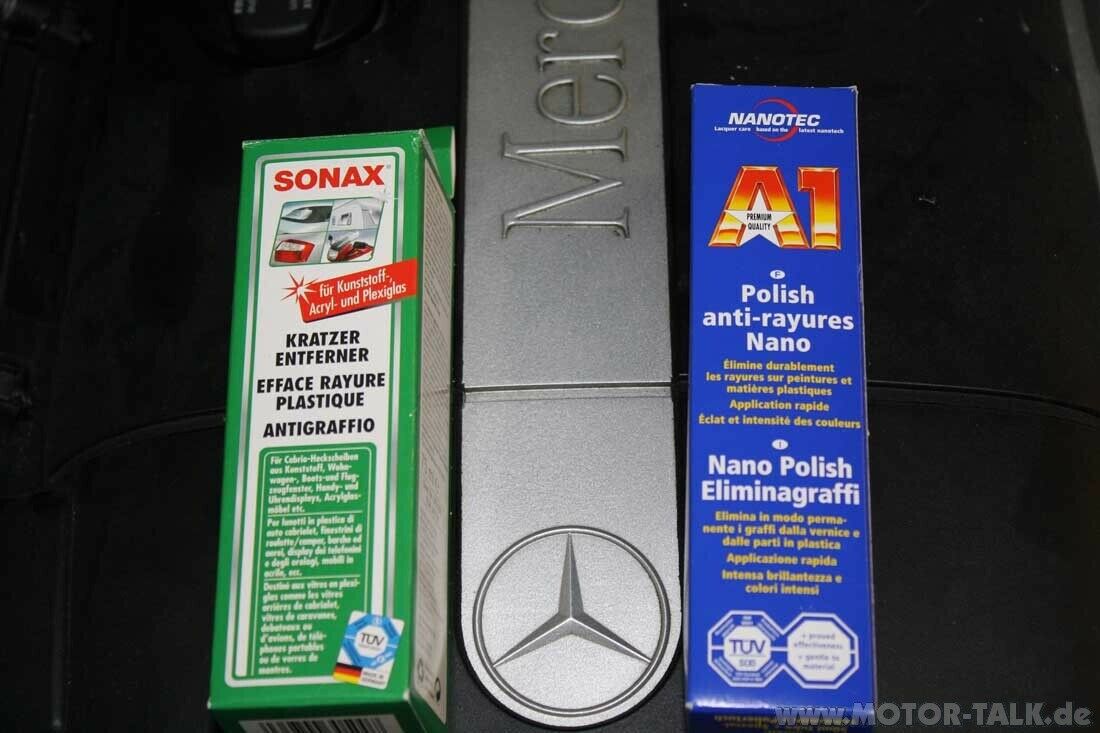 SONAX
für Kunststoff-,
Acryl- und Plexiglas
KRATZER
ENTFERNER
EFFACE RAYURE
PLASTIQUE
ANTIGRAFFIO
Für Cabrio-Heckscheiben
aus Kunststoff, Wohn-
wagen-, Boots- und Flug-
zeugfenster, Handy- und
Uhrendisplays, Acrylglas-
möbel etc.
Per lunotti in plastica di
auto cabriolet, finestrini di
roulotte/camper, barche ed
aerei, display dei telefonini
e degli orologi, mobili in
acrile, ecc.
Destiné aux vitres en plexi-
glas comme les vitres
arrières de cabriolet,
vitres de caravanes,
debateaux ou
d'avions, de télé-
phones portables
ou de verres de
montres.
TÜV
MADE IN
GERMANY
Merc
NANOTEC
Lacquer care based on the latest nanotech
A1
PREMIUM
QUALITY
F
Polish
anti-rayures
Nano
Élimine durablement
les rayures sur peintures et
matières plastiques
Application rapide
Éclat et intensité des couleurs
I
Nano Polish
Eliminagraffi
Elimina in modo perma-
nente i graffi dalla vernice e
dalle parti in plastica
Applicazione rapida
Intensa brillantezza e
colori intensi
TÜV
SÜD
+ proved
effectiveness
+ gentle to
material
www.MOTOR-TALK.de